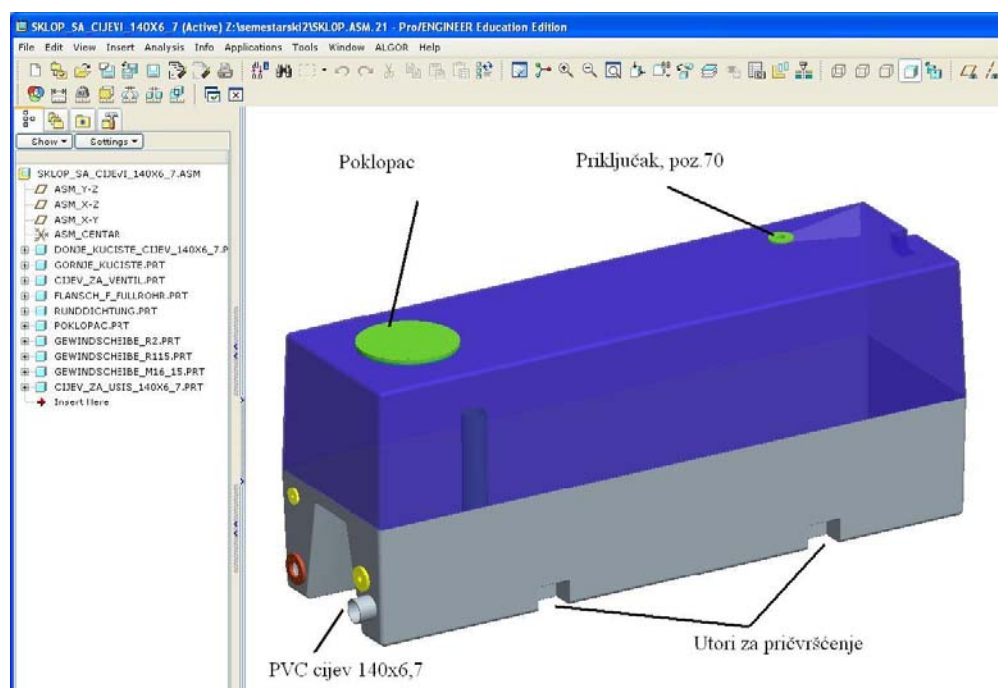 SKLOP_SA_CIJEVI_140X6_7 (Active) Z:\semestarski2\SKLOP.ASM.21 - Pro/ENGINEER Education Edition
File Edit View Insert Analysis Info Applications Tools Window ALGOR Help
Show Settings
SKLOP_SA_CIJEVI_140X6_7.ASM
ASM_Y-Z
ASM_X-Z
ASM_X-Y
ASM_CENTAR
DONJE_KUCISTE_CIJEV_140X6_7.P
GORNJE_KUCISTE.PRT
CIJEV_ZA_VENTIL.PRT
FLANSCH_F_FULLROHR.PRT
RUNDDICHTUNG.PRT
POKLOPAC.PRT
GEWINDSCHEIBE_R2.PRT
GEWINDSCHEIBE_R115.PRT
GEWINDSCHEIBE_M16_15.PRT
CIJEV_ZA_USIS_140X6_7.PRT
Insert Here
Poklopac
Priključak, poz.70
Utori za pričvršćenje
PVC cijev 140x6,7